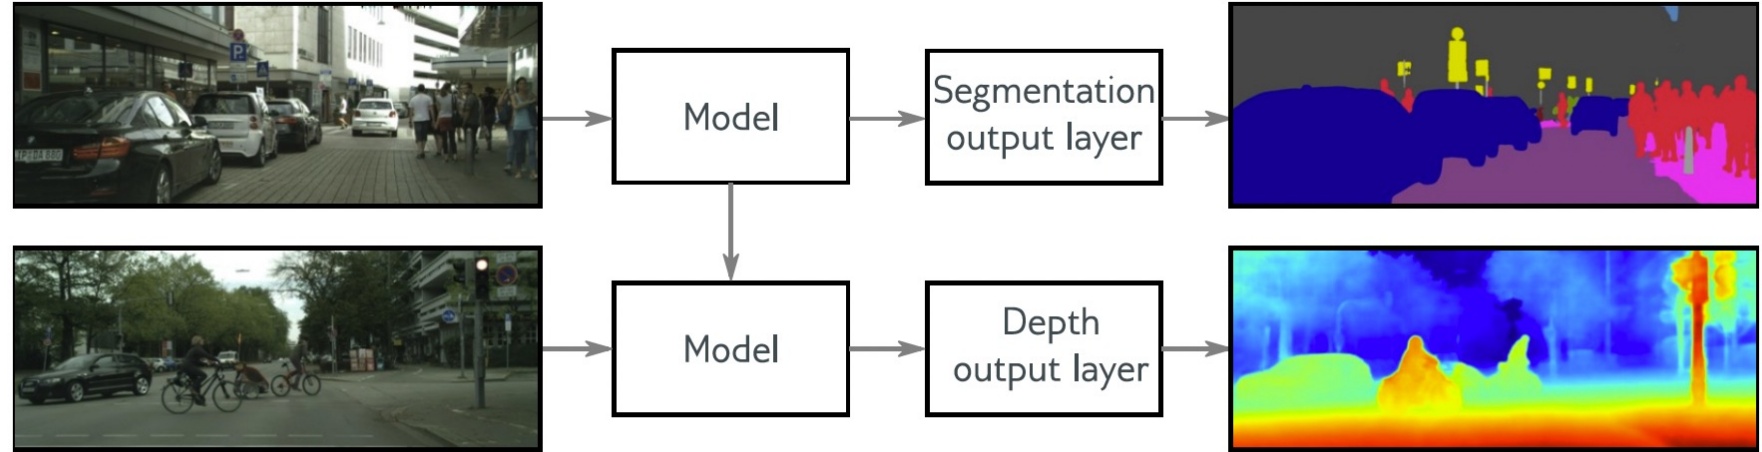 Model
Segmentation
output layer
Model
Depth
output layer